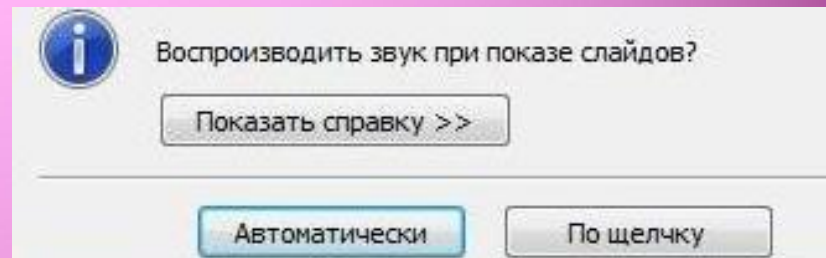 Воспроизводить звук при показе слайдов?
Показать справку >>
Автоматически По щелчку